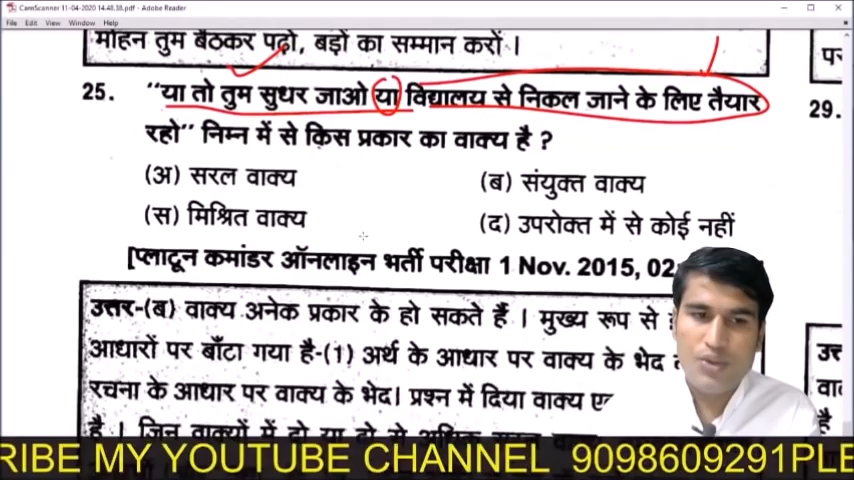 CamScanner 11-04-2020 14.48.38.pdf - Adobe Reader
File Edit View Window Help
मोहन तुम बैठकर पढ़ो, बड़ों का सम्मान करों ।
25. "या तो तुम सुधर जाओ या विद्यालय से निकल जाने के लिए तैयार
29.
रहो" निम्न में से किस प्रकार का वाक्य है ?
(अ) सरल वाक्य (ब) संयुक्त वाक्य
(स) मिश्रित वाक्य (द) उपरोक्त में से कोई नहीं
[प्लाटून कमांडर ऑनलाइन भर्ती परीक्षा 1 Nov. 2015, 02
उत्तर-(ब) वाक्य अनेक प्रकार के हो सकते हैं । मुख्य रूप से
आधारों पर बाँटा गया है-(1) अर्थ के आधार पर वाक्य के भेद
रचना के आधार पर वाक्य के भेद। प्रश्न में दिया वाक्य
है । जिन वाक्यों में दो या दो से अधिक सरल
RIBE MY YOUTUBE CHANNEL 9098609291PLE